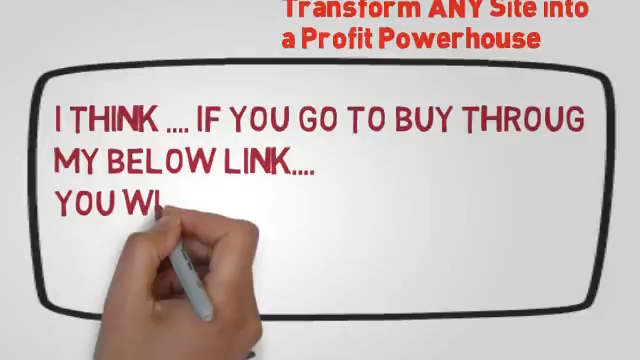 Transform ANY Site into
a Profit Powerhouse
I THINK .... IF YOU GO TO BUY THROUG
MY BELOW LINK....
YOU WI